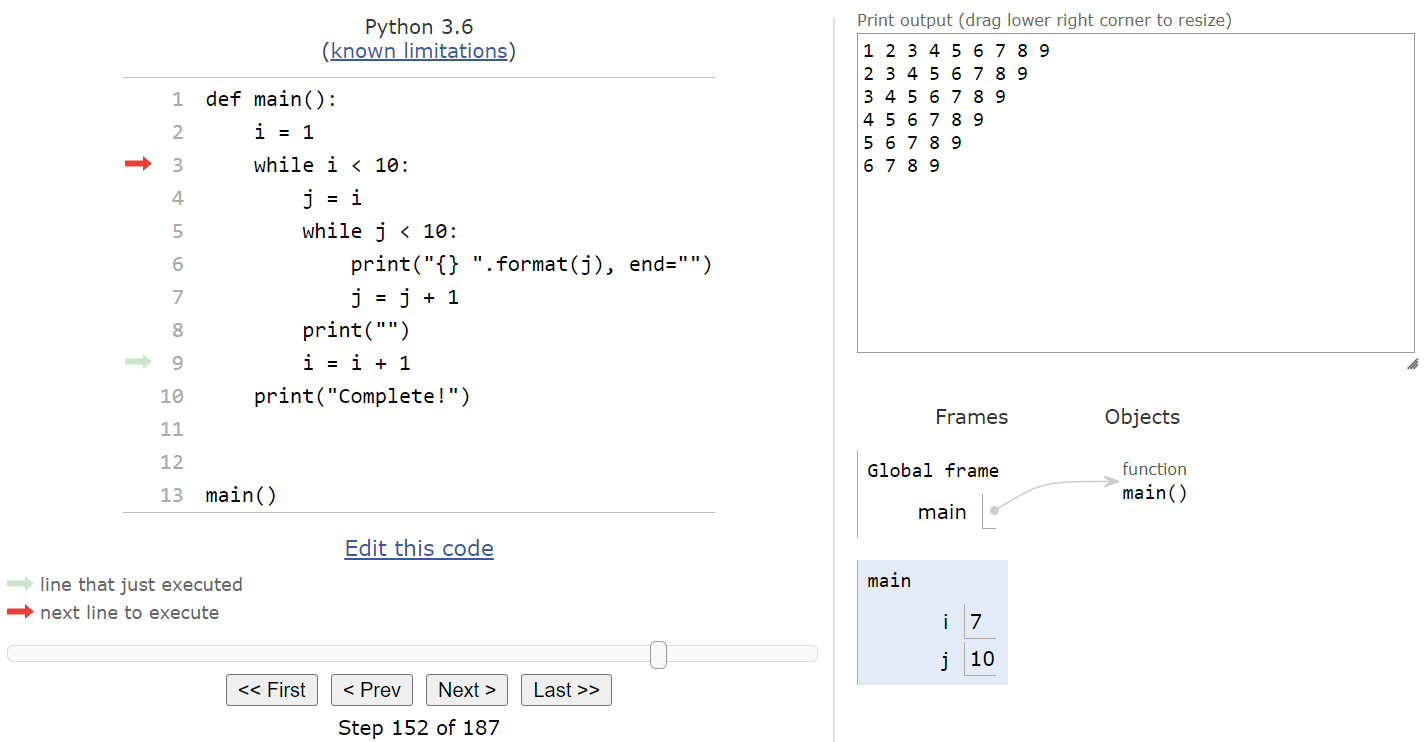 Python 3.6
(known limitations)
1 def main():
2     i = 1
3     while i < 10:
4         j = i
5         while j < 10:
6             print("{} ".format(j), end="")
7             j = j + 1
8         print("")
9         i = i + 1
10     print("Complete!")
11
12
13 main()
Edit this code
line that just executed
next line to execute
<< First < Prev Next > Last >>
Step 152 of 187
Print output (drag lower right corner to resize)
1 2 3 4 5 6 7 8 9
2 3 4 5 6 7 8 9
3 4 5 6 7 8 9
4 5 6 7 8 9
5 6 7 8 9
6 7 8 9
Frames Objects
Global frame
main
function
main()
main
i 7
j 10